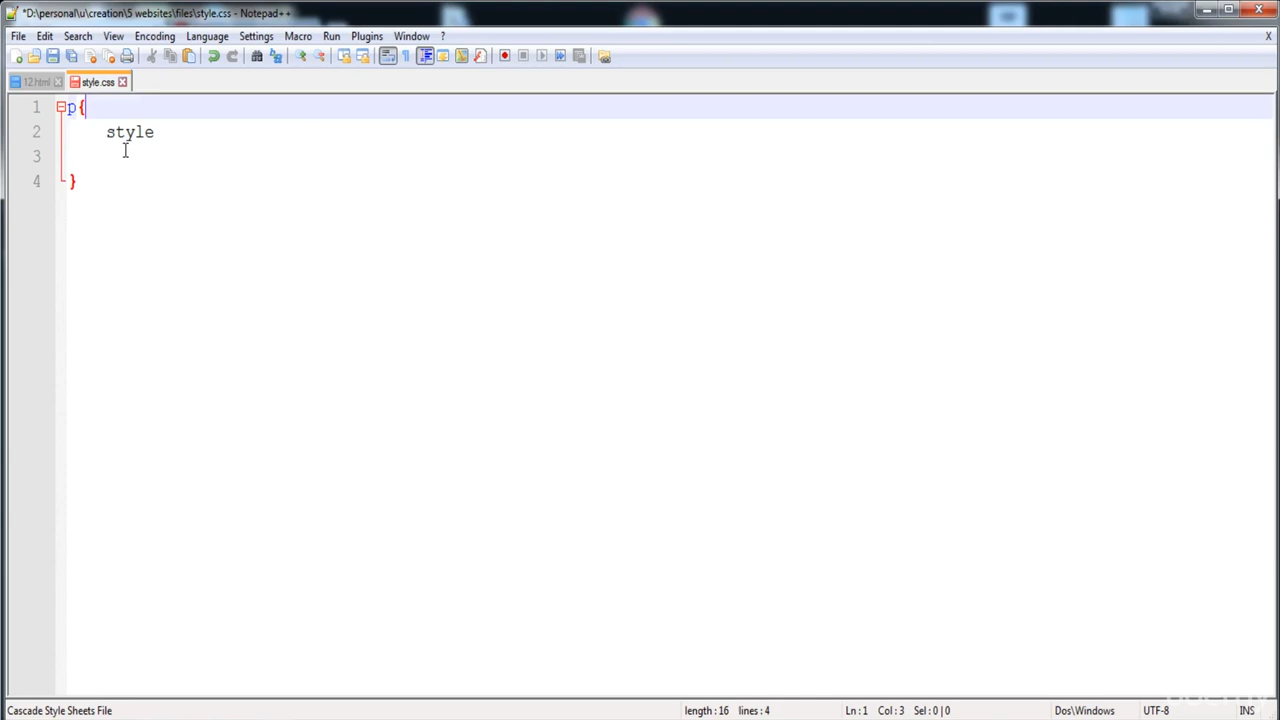 *D:\personal\u\creation\5 websites\files\style.css - Notepad++
File Edit Search View Encoding Language Settings Macro Run Plugins Window ? X
12.html style.css
1 p{
2 style
3
4 }
Cascade Style Sheets File length: 16 lines: 4 Ln: 1 Col: 3 Sel: 0 | 0 Dos\Windows UTF-8 INS